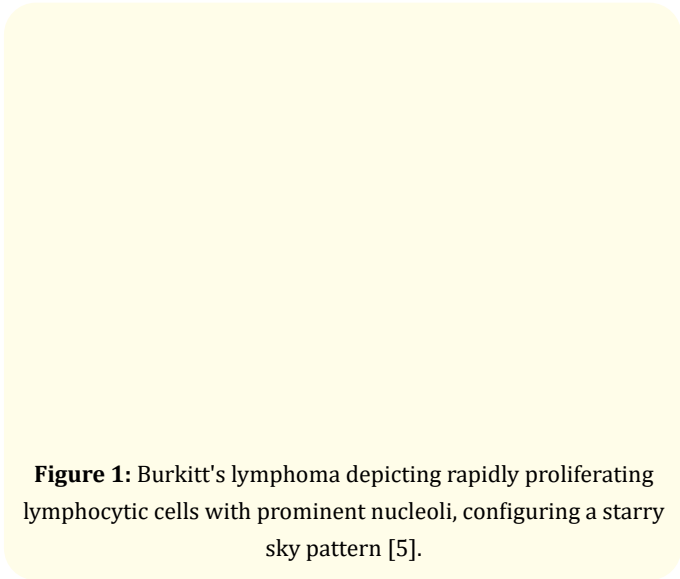 Figure 1: Burkitt's lymphoma depicting rapidly proliferating
lymphocytic cells with prominent nucleoli, configuring a starry
sky pattern [5].